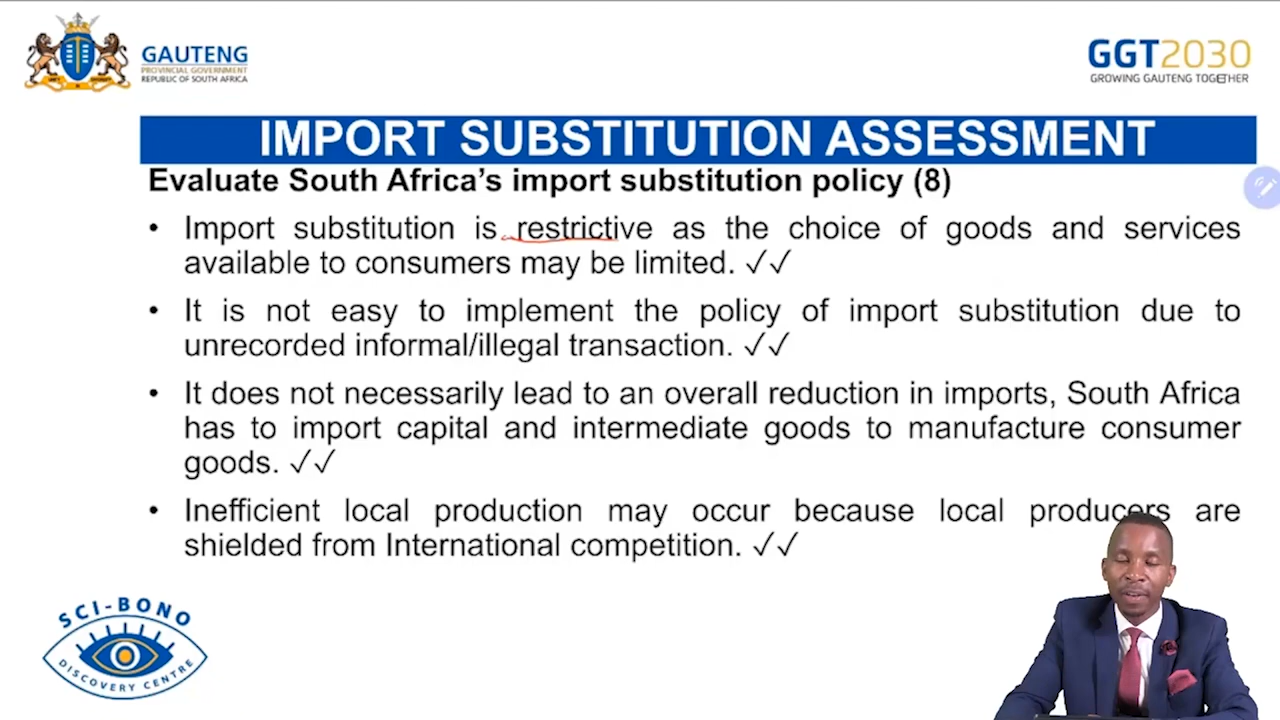 GAUTENG
PROVINCIAL GOVERNMENT
REPUBLIC OF SOUTH AFRICA
GGT2030
GROWING GAUTENG TOGETHER
IMPORT SUBSTITUTION ASSESSMENT
Evaluate South Africa's import substitution policy (8)
• Import substitution is restrictive as the choice of goods and services
available to consumers may be limited. ✓✓
• It is not easy to implement the policy of import substitution due to
unrecorded informal/illegal transaction. ✓✓
• It does not necessarily lead to an overall reduction in imports, South Africa
has to import capital and intermediate goods to manufacture consumer
goods. ✓✓
• Inefficient local production may occur because local producers are
shielded from International competition. ✓✓
SCI-BONO
DISCOVERY CENTRE